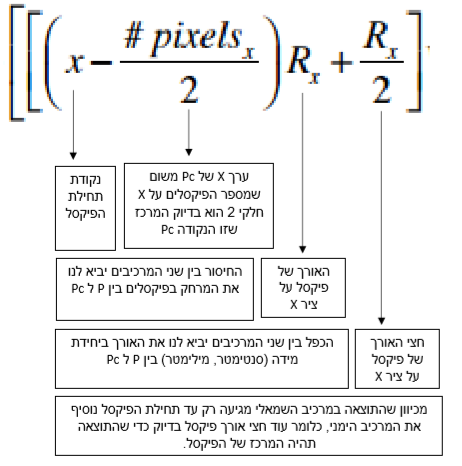 [[[(x − # pixelsₓ / 2) Rₓ + Rₓ / 2].
נקודת
תחילת
הפיקסל
ערך X של Pc משום
שמספר הפיקסלים על X
חלקי 2 הוא בדיוק המרכז
שזו הנקודה Pc
החיסור בין שני המרכיבים יביא לנו
את המרחק בפיקסלים בין P ל Pc
האורך של
פיקסל על
ציר X
הכפל בין שני המרכיבים יביא לנו את האורך ביחידת
מידה (סנטימטר, מילימטר) בין P ל Pc
חצי האורך
של פיקסל
על ציר X
מכיוון שהתוצאה במרכיב השמאלי מגיעה רק עד תחילת הפיקסל נוסיף
את המרכיב הימני, כלומר עוד חצי אורך פיקסל בדיוק כדי שהתוצאה
תהיה המרכז של הפיקסל.